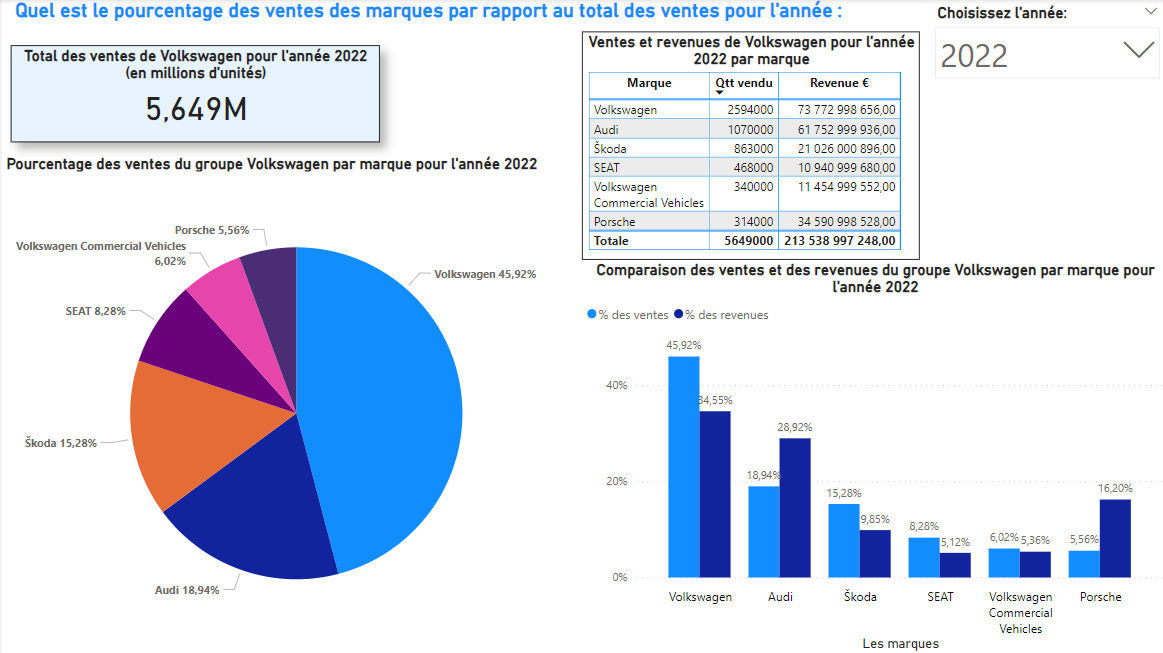 Quel est le pourcentage des ventes des marques par rapport au total des ventes pour l'année :
Choisissez l'année:
2022
Total des ventes de Volkswagen pour l'année 2022
(en millions d'unités)
5,649M
Ventes et revenues de Volkswagen pour l'année
2022 par marque
Marque Qtt vendu Revenue €
Volkswagen 2594000 73 772 998 656,00
Audi 1070000 61 752 999 936,00
Škoda 863000 21 026 000 896,00
SEAT 468000 10 940 999 680,00
Volkswagen 340000 11 454 999 552,00
Commercial Vehicles
Porsche 314000 34 590 998 528,00
Totale 5649000 213 538 997 248,00
Pourcentage des ventes du groupe Volkswagen par marque pour l'année 2022
Porsche 5,56%
Volkswagen Commercial Vehicles
6,02%
Volkswagen 45,92%
SEAT 8,28%
Škoda 15,28%
Audi 18,94%
Comparaison des ventes et des revenues du groupe Volkswagen par marque pour
l'année 2022
% des ventes % des revenues
45,92%
40%
34,55%
28,92%
20%
18,94%
15,28%
9,85%
8,28%
5,12%
6,02% 5,36%
5,56%
16,20%
0%
Volkswagen Audi Škoda SEAT Volkswagen Porsche
Commercial
Vehicles
Les marques